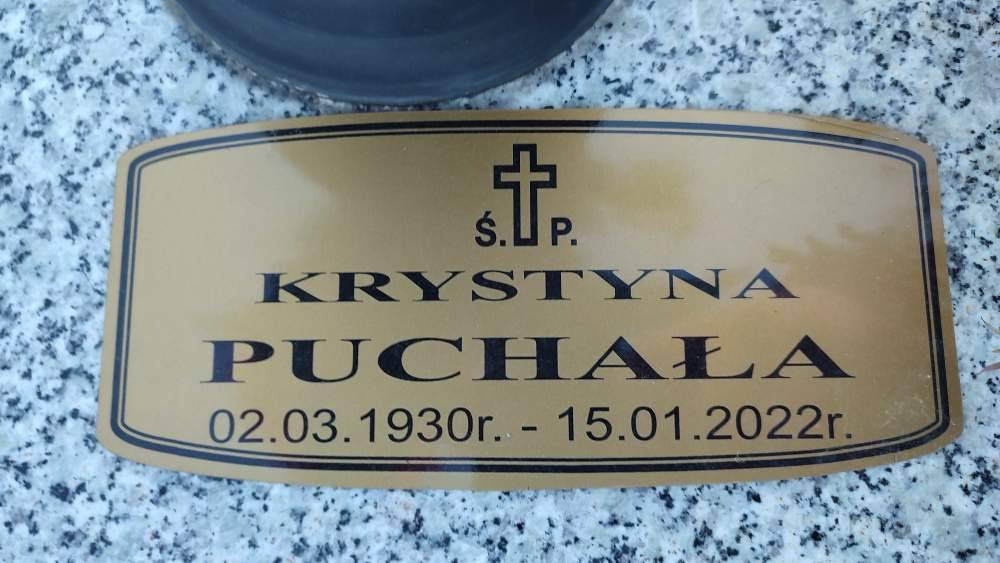 Ś. P.
KRYSTYNA
PUCHAŁA
02.03.1930r. - 15.01.2022r.